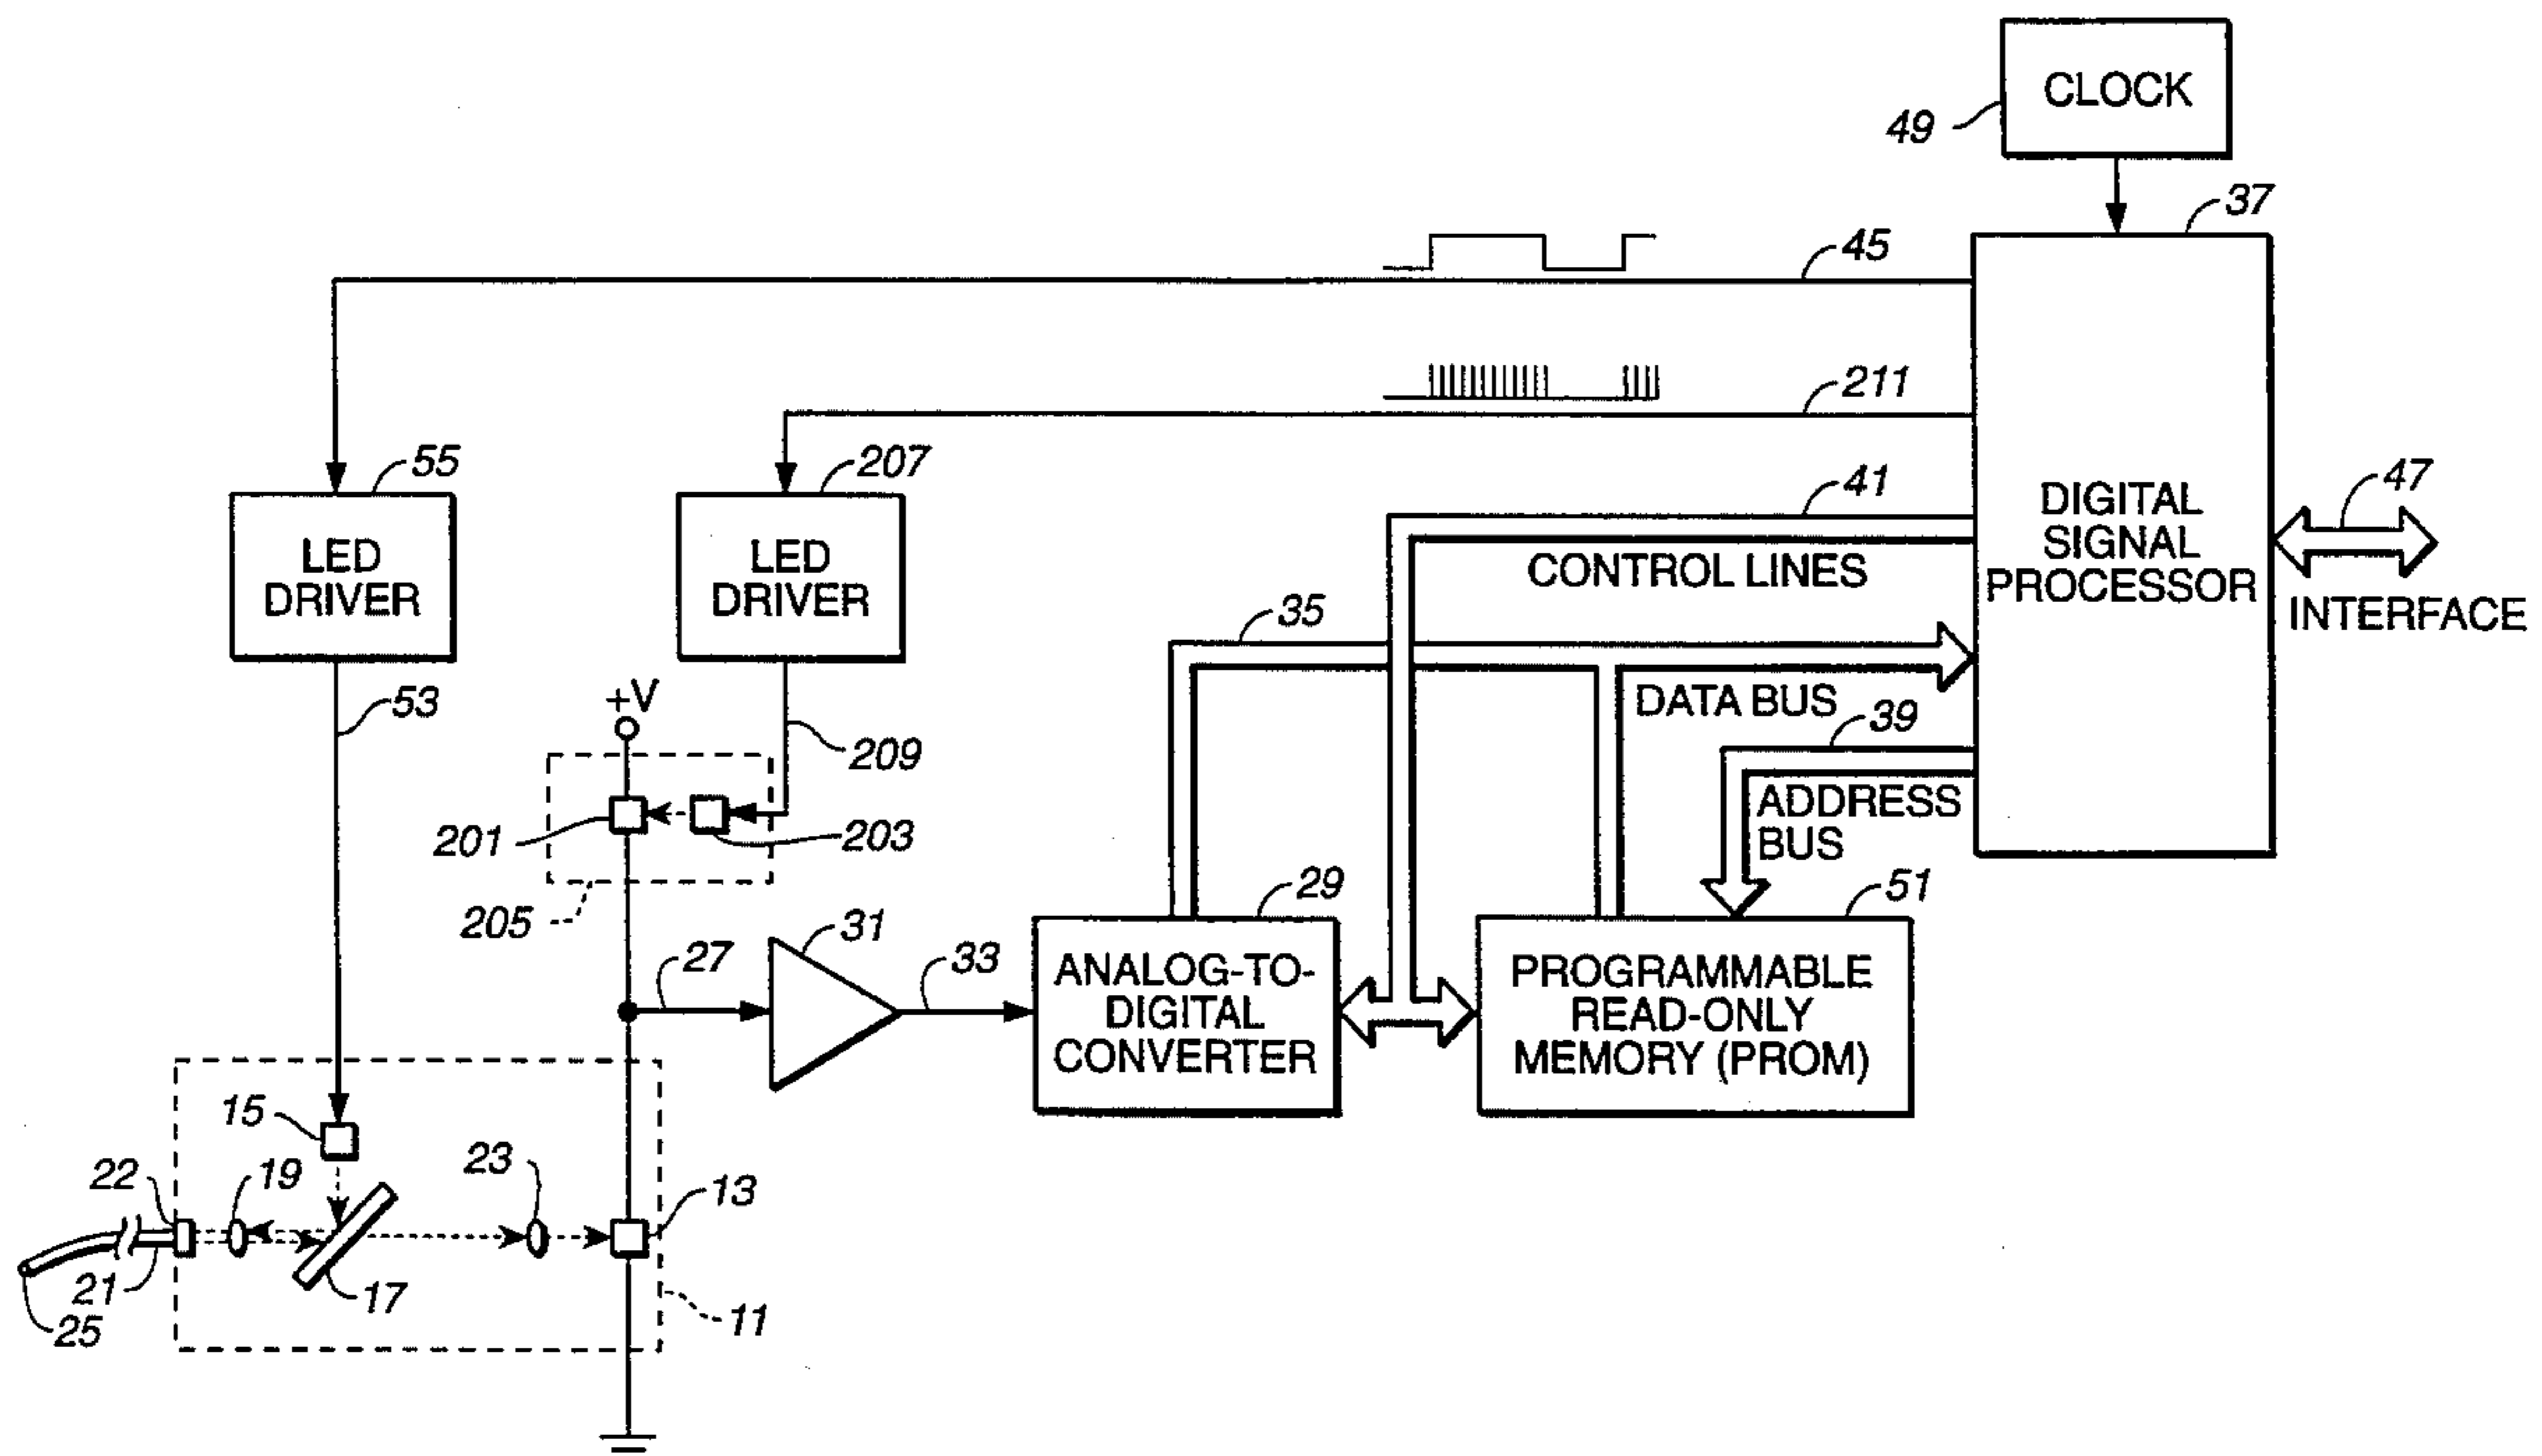 CLOCK
49
37
45
211
55
207
41
47
LED
DRIVER
LED
DRIVER
DIGITAL
SIGNAL
PROCESSOR
CONTROL LINES
INTERFACE
35
53
+V
DATA BUS
39
209
201
203
ADDRESS
BUS
205
29
51
31
27
33
ANALOG-TO-
DIGITAL
CONVERTER
PROGRAMMABLE
READ-ONLY
MEMORY (PROM)
15
22
19
23
13
21
17
25
11